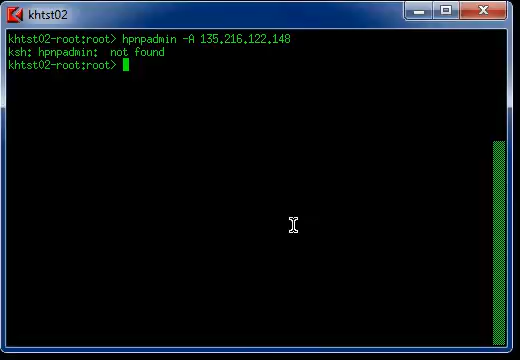 khtst02
khtst02-root:root> hpnpadmin -A 135.216.122.148
ksh: hpnpadmin:  not found
khtst02-root:root>